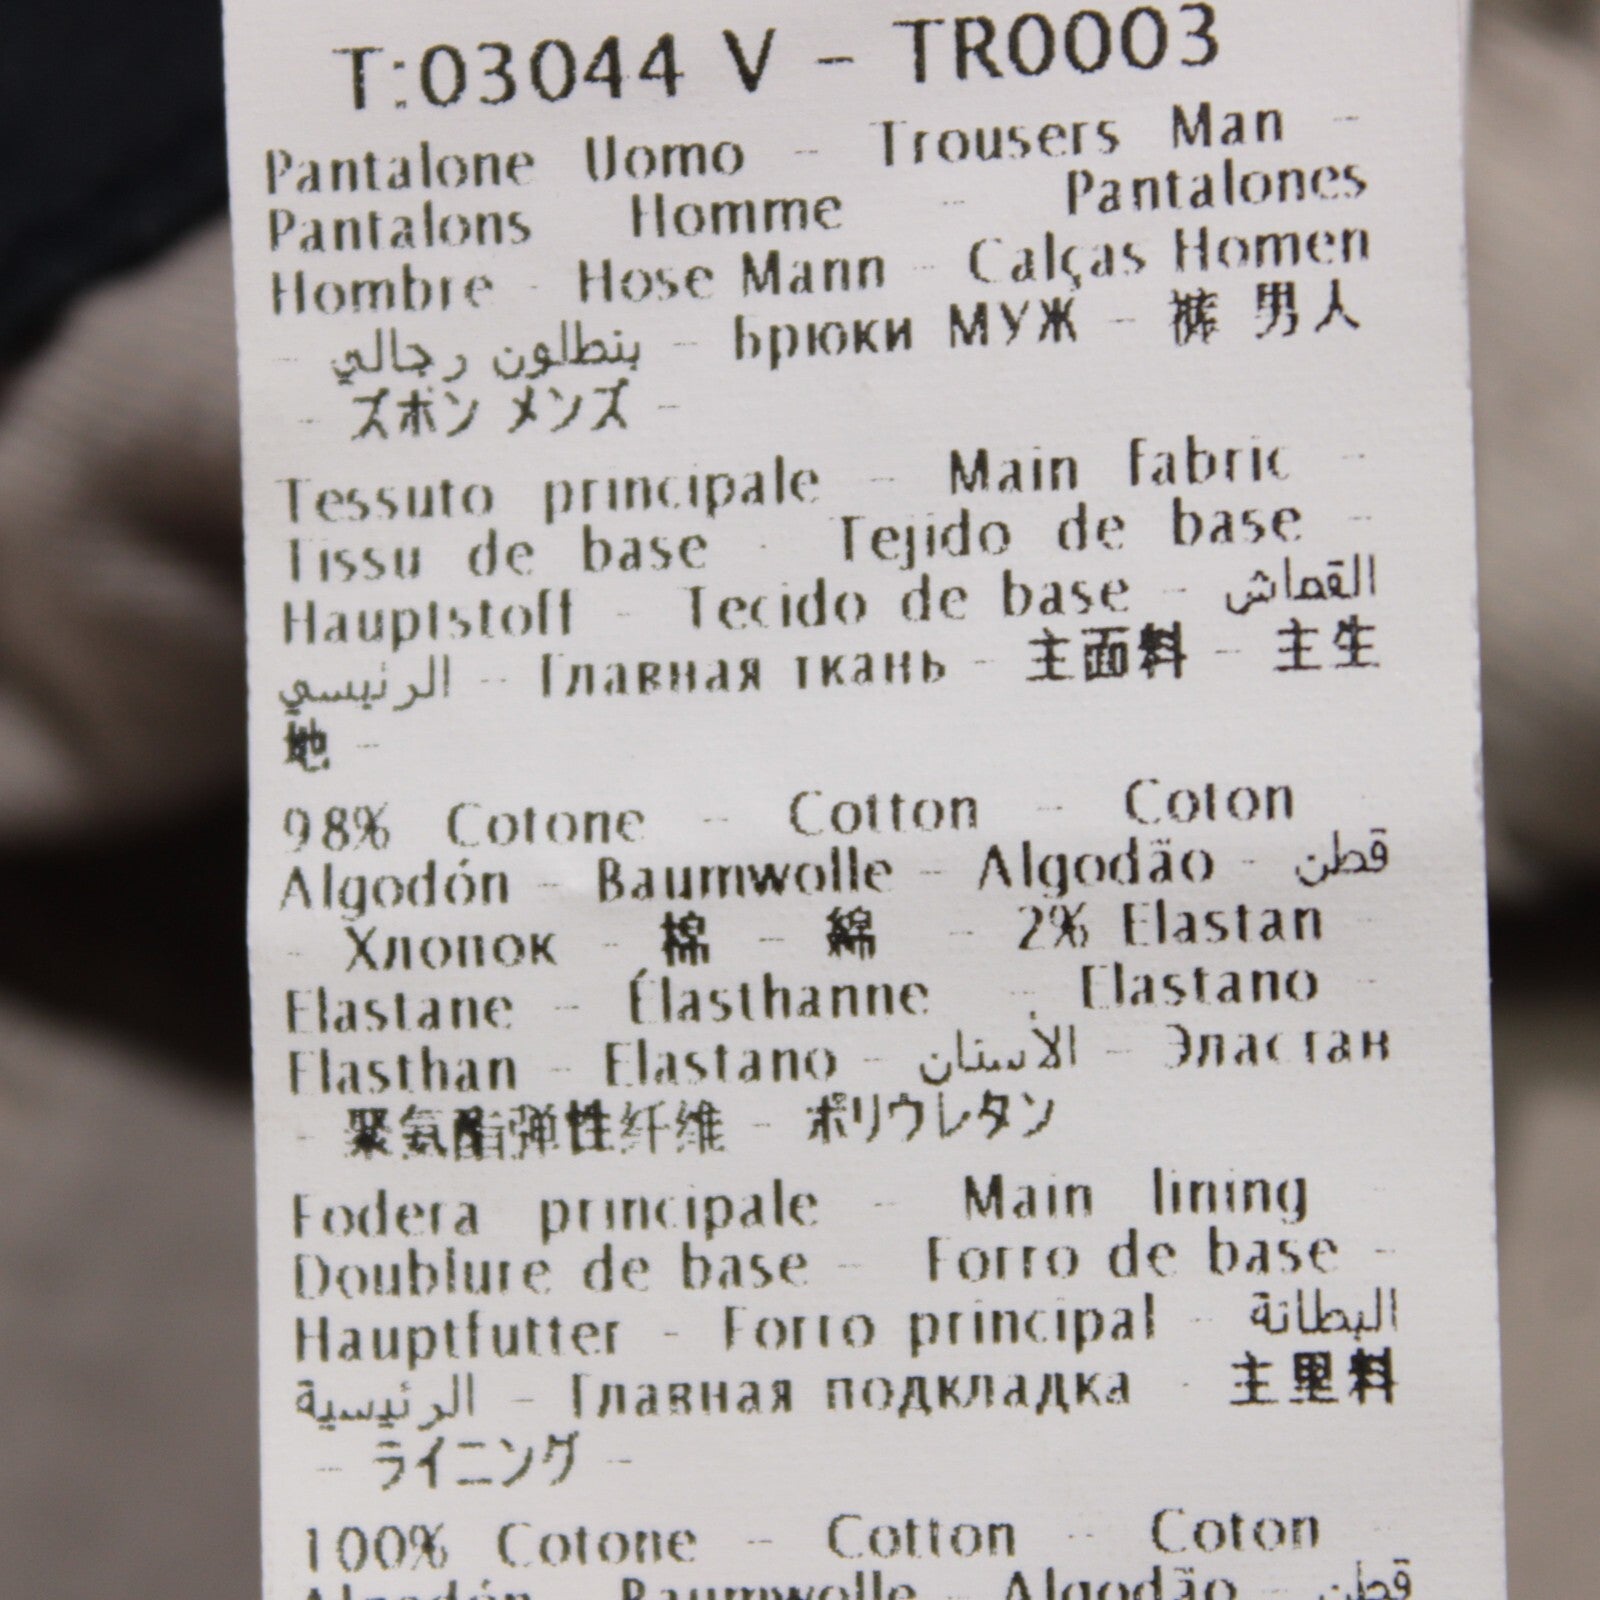 T:03044 V - TR0003
Pantalone Uomo - Trousers Man -
Pantalons Homme - Pantalones
Hombre - Hose Mann - Calças Homen
- بنطلون رجالي - Брюки МУЖ - 裤 男人
- ズボン メンズ -
Tessuto principale - Main fabric -
Tissu de base - Tejido de base -
Hauptstoff - Tecido de base - القماش
الرئيسي - Главная ткань - 主面料 - 主生
地 -
98% Cotone - Cotton - Coton
Algodón - Baumwolle - Algodão - قطن
- Хлопок - 棉 - 綿 - 2% Elastan -
Elastane - Élasthanne - Elastano -
Elasthan - Elastano - الأستان - Эластан
- 聚氨酯弹性纤维 - ポリウレタン
Fodera principale - Main lining -
Doublure de base - Forro de base -
Hauptfutter - Forro principal - البطانة
الرئيسية - Главная подкладка - 主里料
- ライニング -
100% Cotone - Cotton - Coton
Algodón - Baumwolle - Algodão - قطن